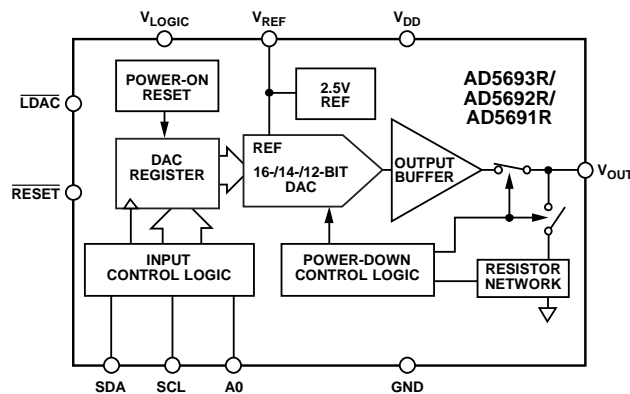 VLOGIC
VREF
VDD
POWER-ON
RESET
2.5V
REF
AD5693R/
AD5692R/
AD5691R
LDAC
REF
DAC
REGISTER
16-/14-/12-BIT
DAC
OUTPUT
BUFFER
VOUT
RESET
INPUT
CONTROL LOGIC
POWER-DOWN
CONTROL LOGIC
RESISTOR
NETWORK
SDA
SCL
A0
GND